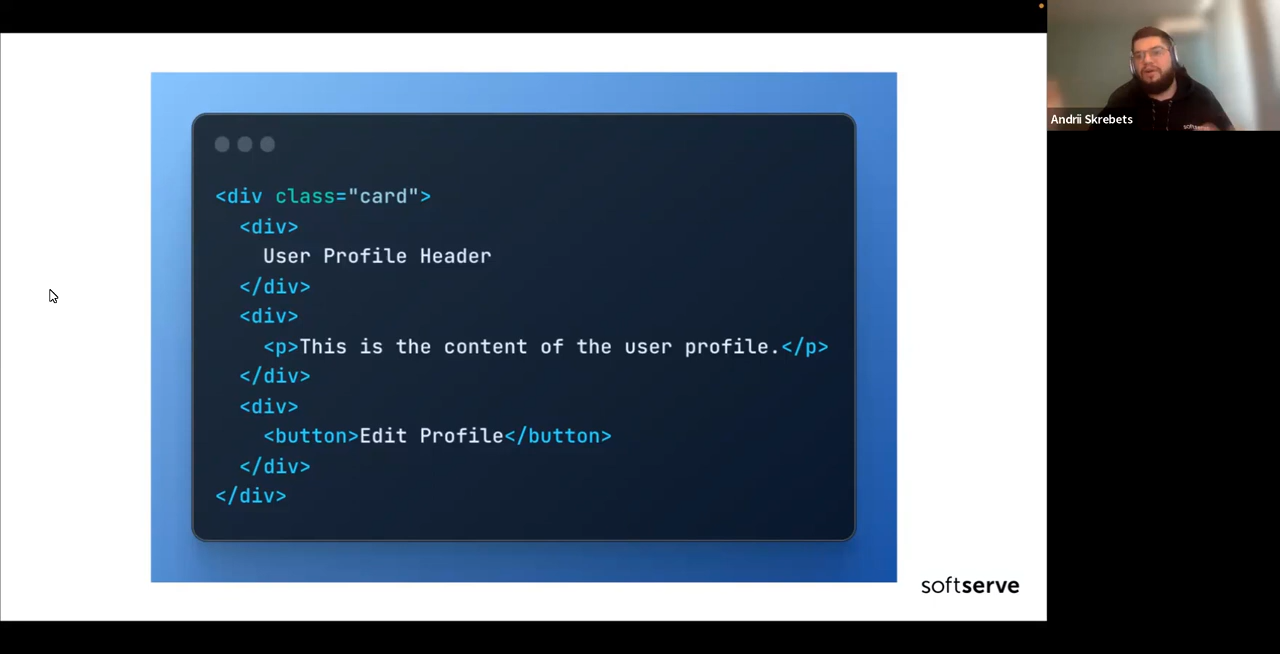 <div class="card">
<div>
User Profile Header
</div>
<div>
<p>This is the content of the user profile.</p>
</div>
<div>
<button>Edit Profile</button>
</div>
</div>
softserve
Andrii Skrebets
softserve